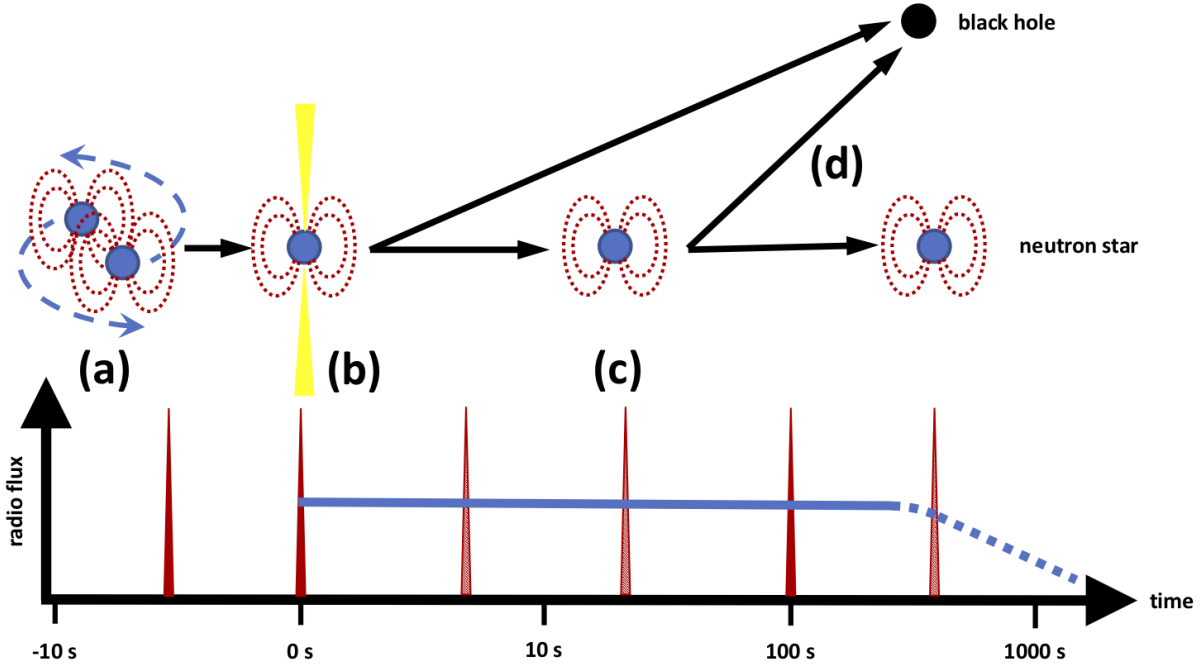 black hole
(d)
neutron star
(a)
(b)
(c)
radio flux
time
-10 s
0 s
10 s
100 s
1000 s